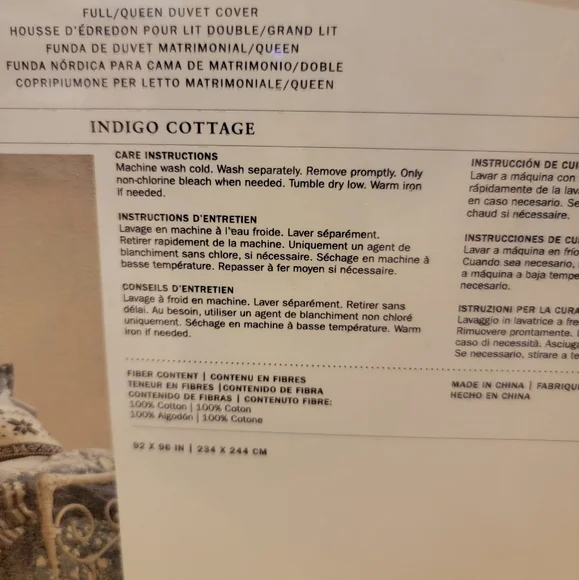 FULL/QUEEN DUVET COVER
HOUSSE D'ÉDREDON POUR LIT DOUBLE/GRAND LIT
FUNDA DE DUVET MATRIMONIAL/QUEEN
FUNDA NÓRDICA PARA CAMA DE MATRIMONIO/DOBLE
COPRIPIUMONE PER LETTO MATRIMONIALE/QUEEN
INDIGO COTTAGE
CARE INSTRUCTIONS
Machine wash cold. Wash separately. Remove promptly. Only
non-chlorine bleach when needed. Tumble dry low. Warm iron
if needed.
INSTRUCTIONS D'ENTRETIEN
Lavage en machine à l'eau froide. Laver séparément.
Retirer rapidement de la machine. Uniquement un agent de
blanchiment sans chlore, si nécessaire. Séchage en machine à
basse température. Repasser à fer moyen si nécessaire.
CONSEILS D'ENTRETIEN
Lavage à froid en machine. Laver séparément. Retirer sans
délai. Au besoin, utiliser un agent de blanchiment non chloré
uniquement. Séchage en machine à basse température. Warm
iron if needed.
INSTRUCCIÓN DE CUI
Lavar a máquina con
rápidamente de la lav
en caso necesario. Se
chaud si nécessaire.
INSTRUCCIONES DE CU
Lavar a máquina en frío
Cuando sea necesario,
a máquina a baja tempe
necesario.
ISTRUZIONI PER LA CURA
Lavaggio in lavatrice a fre
Rimuovere prontamente.
caso di necessità. Asciug
Se necessario, stirare a te
FIBER CONTENT | CONTENU EN FIBRES
TENEUR EN FIBRES |CONTENIDO DE FIBRA
CONTENIDO DE FIBRAS | CONTENUTO FIBRE:
100% Cotton | 100% Coton
100% Algodón | 100% Cotone
MADE IN CHINA | FABRIQU
HECHO EN CHINA
92 X 96 IN | 234 X 244 CM